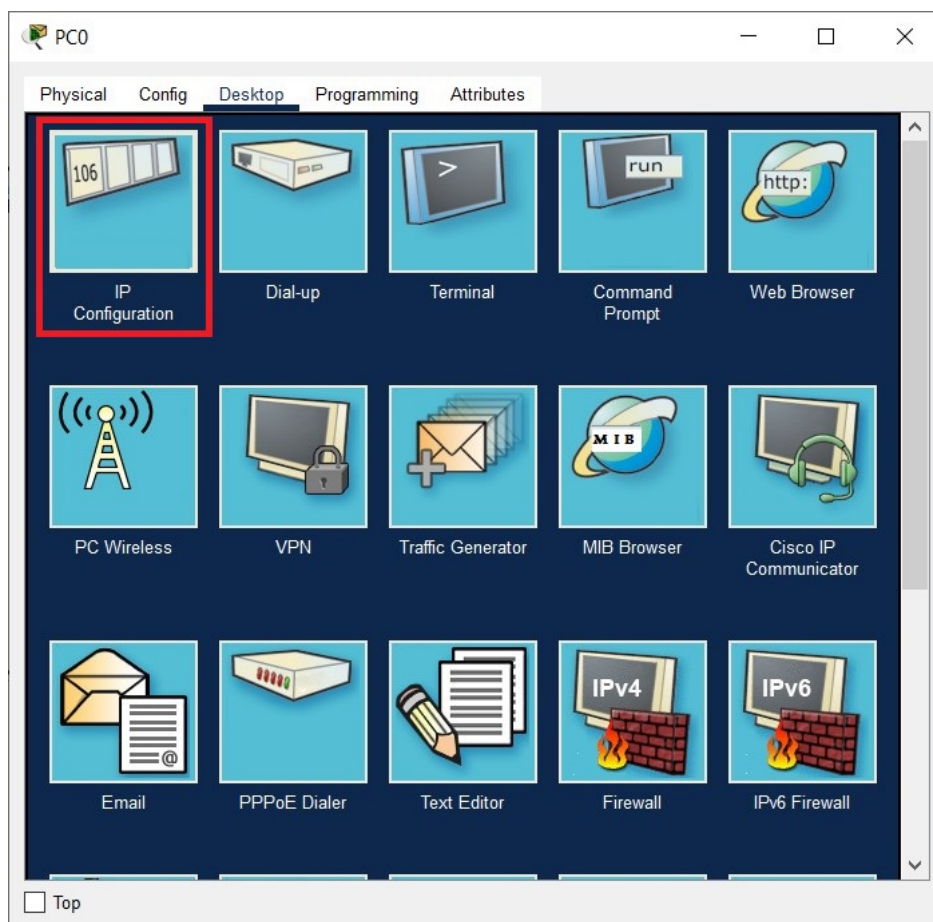 PC0
Physical Config Desktop Programming Attributes
106
>
run
http:
IP
Configuration
Dial-up
Terminal
Command
Prompt
Web Browser
MIB
PC Wireless
VPN
Traffic Generator
MIB Browser
Cisco IP
Communicator
@
IPv4
IPv6
Email
PPPoE Dialer
Text Editor
Firewall
IPv6 Firewall
Top